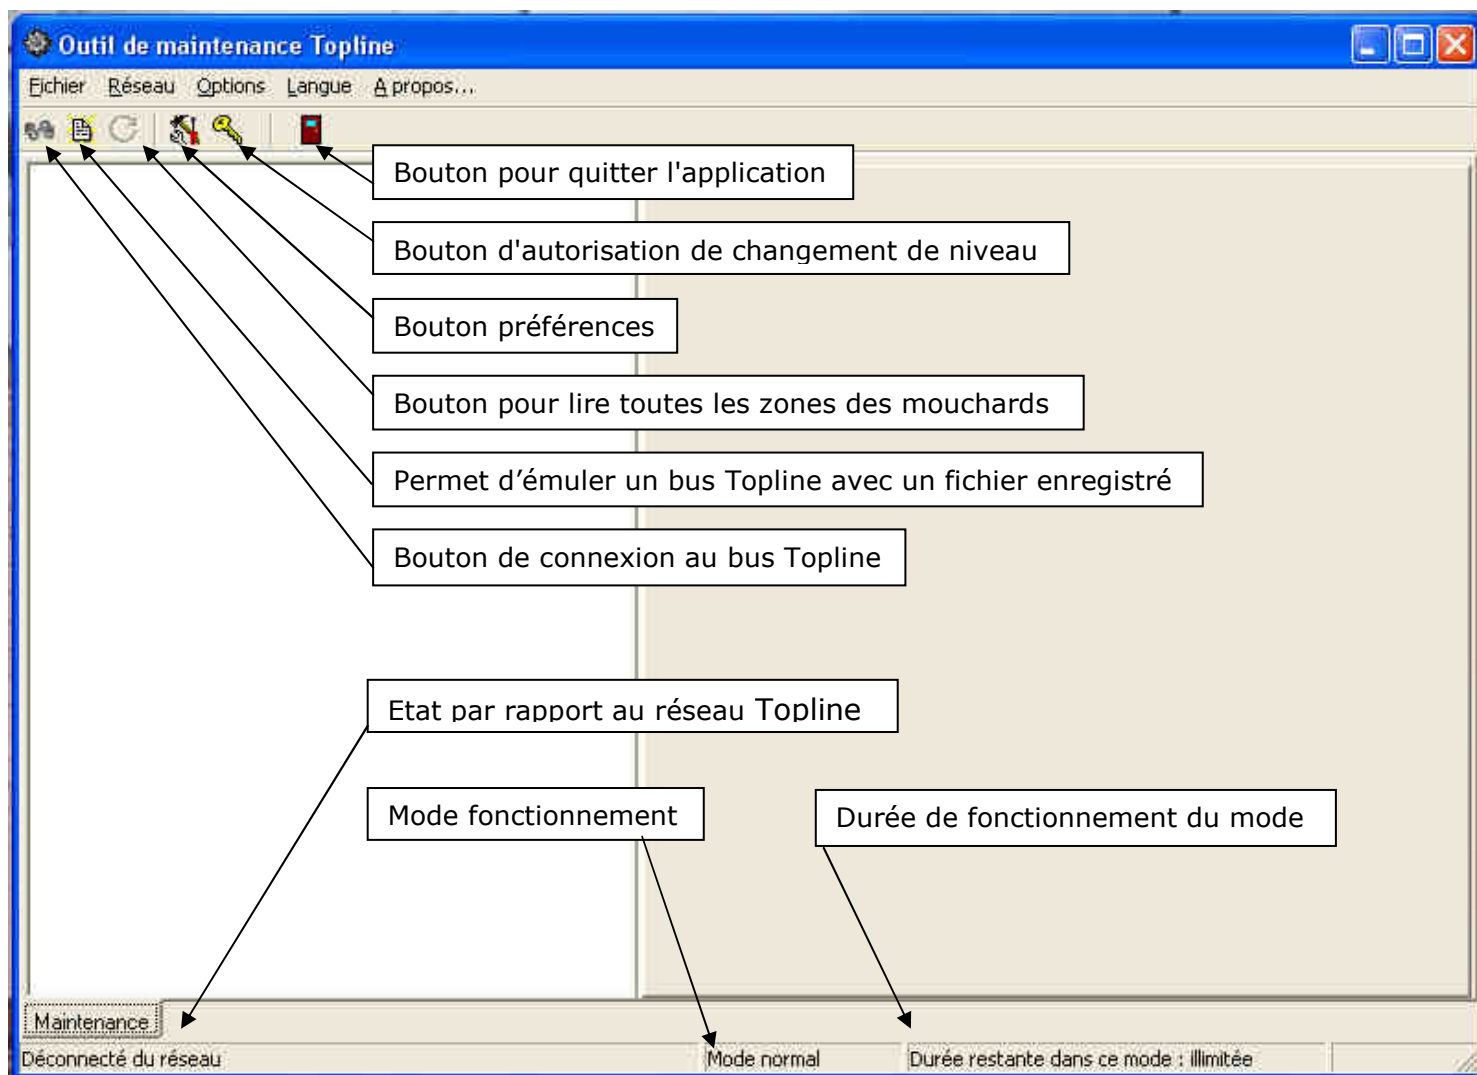 Outil de maintenance Topline
Fichier Réseau Options Langue A propos...
Bouton pour quitter l'application
Bouton d'autorisation de changement de niveau
Bouton préférences
Bouton pour lire toutes les zones des mouchards
Permet d’émuler un bus Topline avec un fichier enregistré
Bouton de connexion au bus Topline
Etat par rapport au réseau Topline
Mode fonctionnement
Durée de fonctionnement du mode
Maintenance
Déconnecté du réseau
Mode normal
Durée restante dans ce mode : illimitée